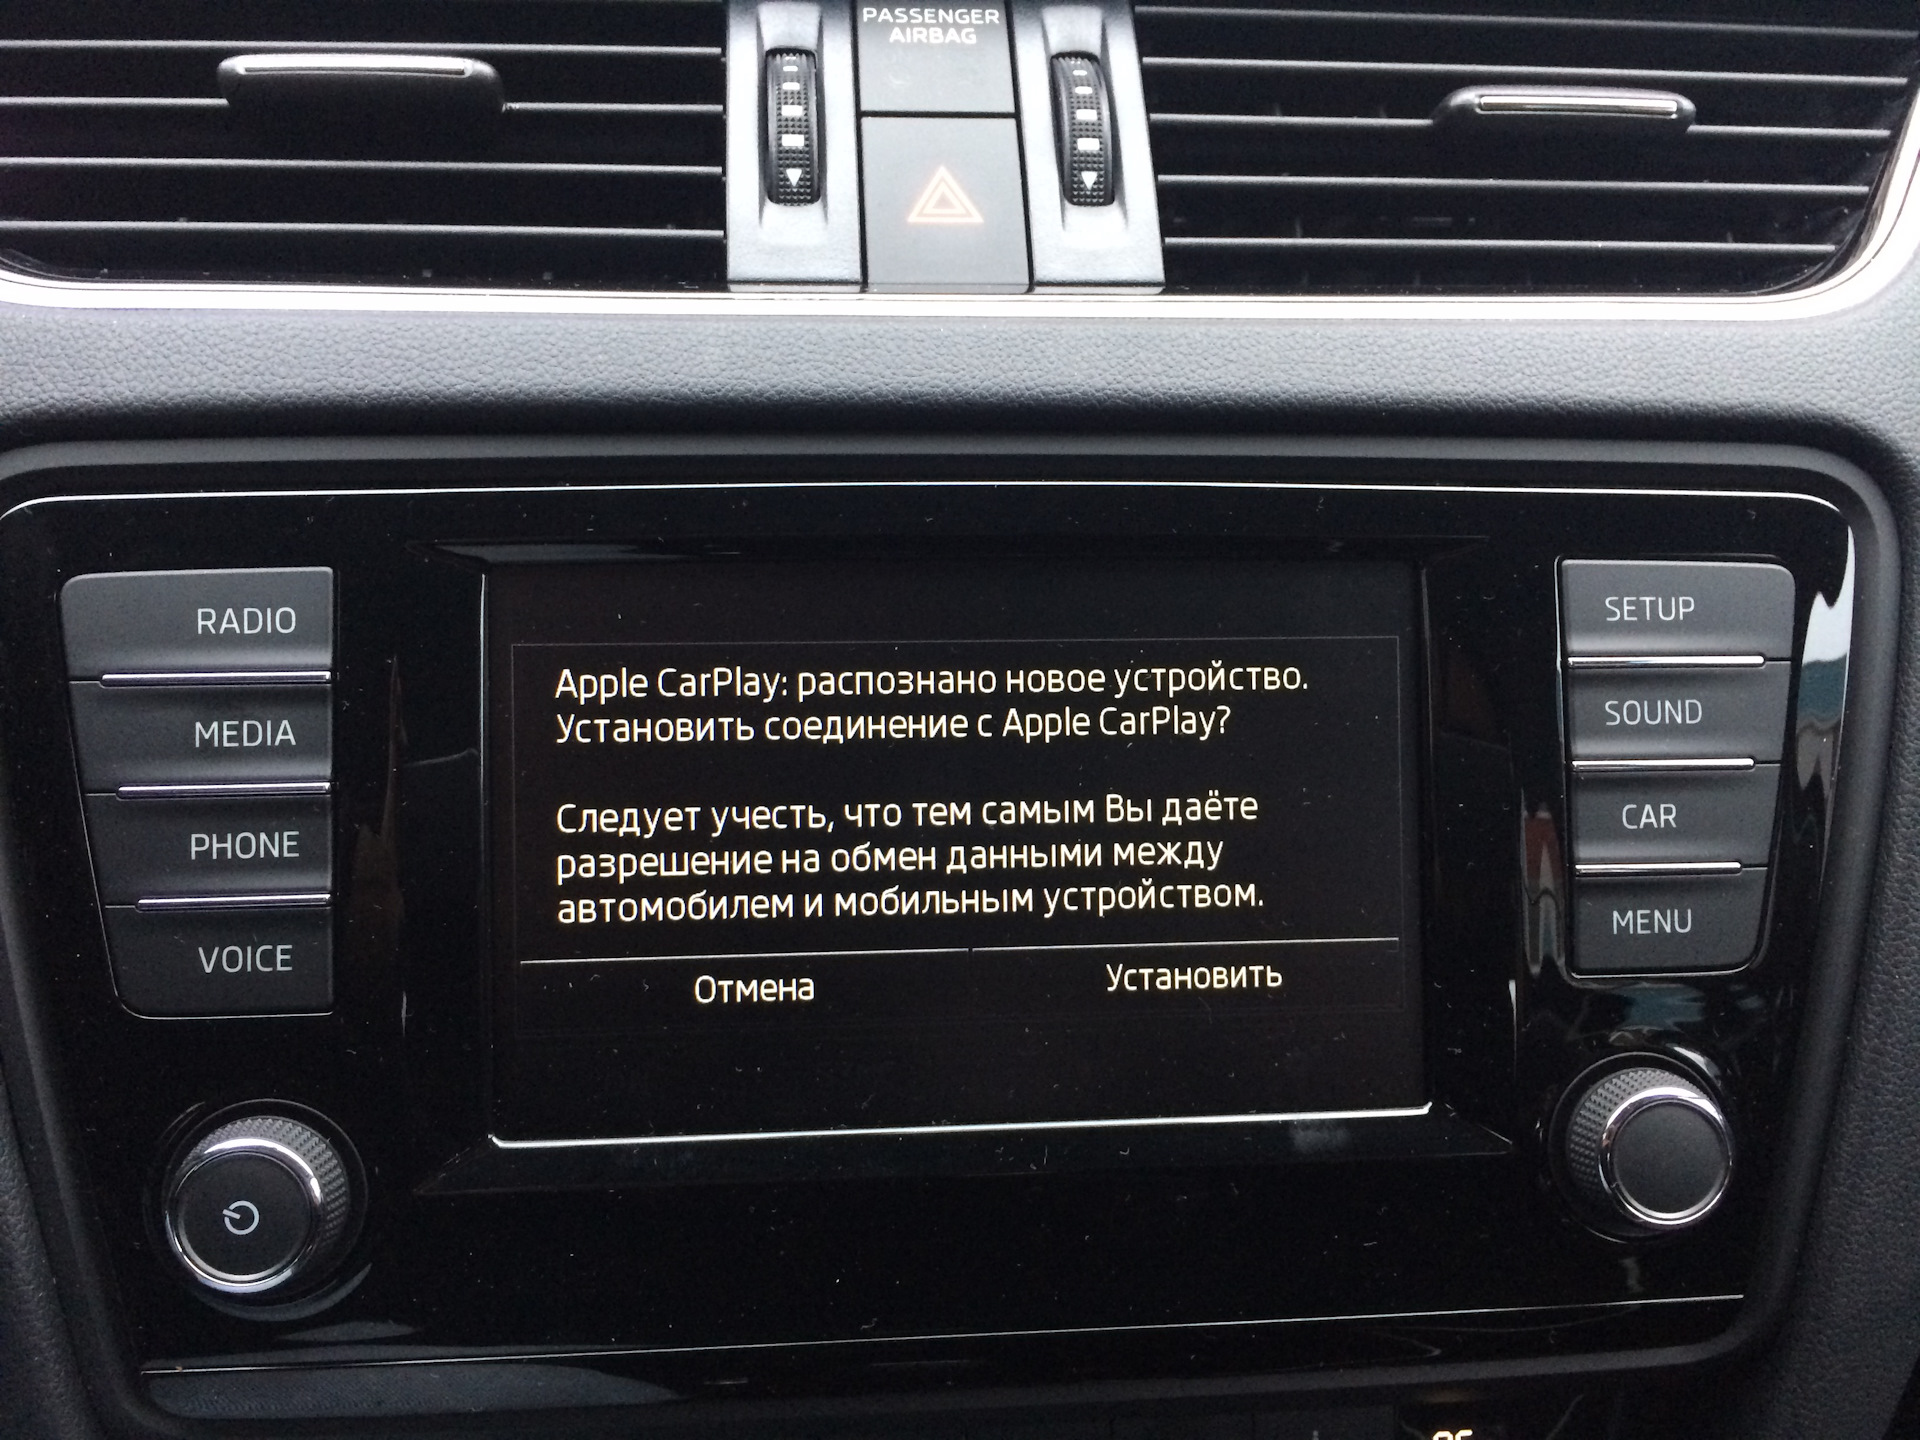 PASSENGER
AIRBAG
RADIO
MEDIA
PHONE
VOICE
Apple CarPlay: распознано новое устройство.
Установить соединение с Apple CarPlay?
Следует учесть, что тем самым Вы даёте
разрешение на обмен данными между
автомобилем и мобильным устройством.
Отмена
Установить
SETUP
SOUND
CAR
MENU